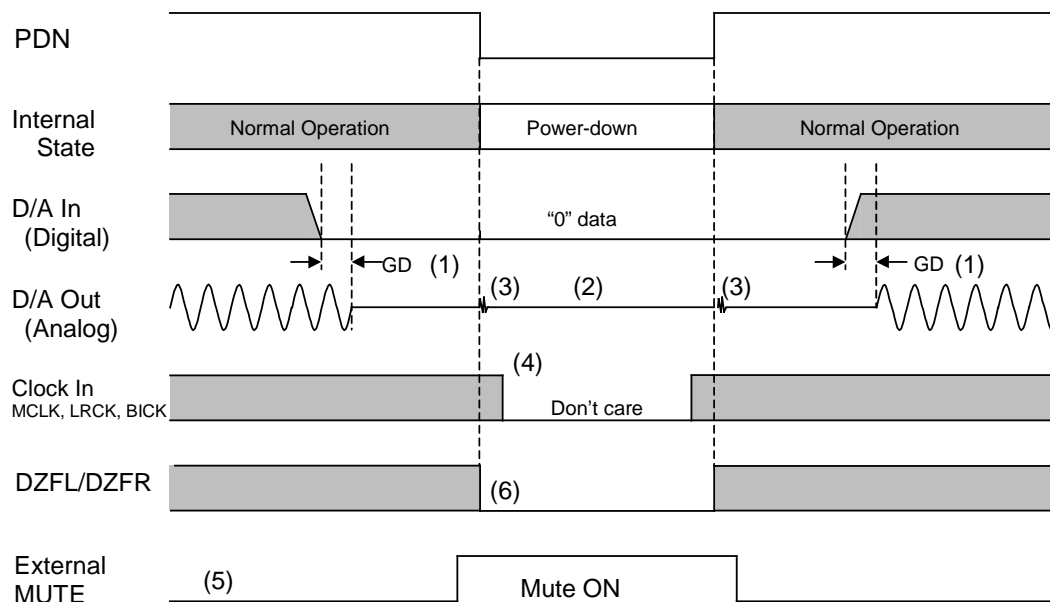 PDN
Internal
State
Normal Operation
Power-down
Normal Operation
D/A In
(Digital)
“0” data
GD (1)
GD (1)
D/A Out
(Analog)
(3)
(2)
(3)
Clock In
MCLK, LRCK, BICK
(4)
Don’t care
DZFL/DZFR
(6)
External
MUTE
(5)
Mute ON